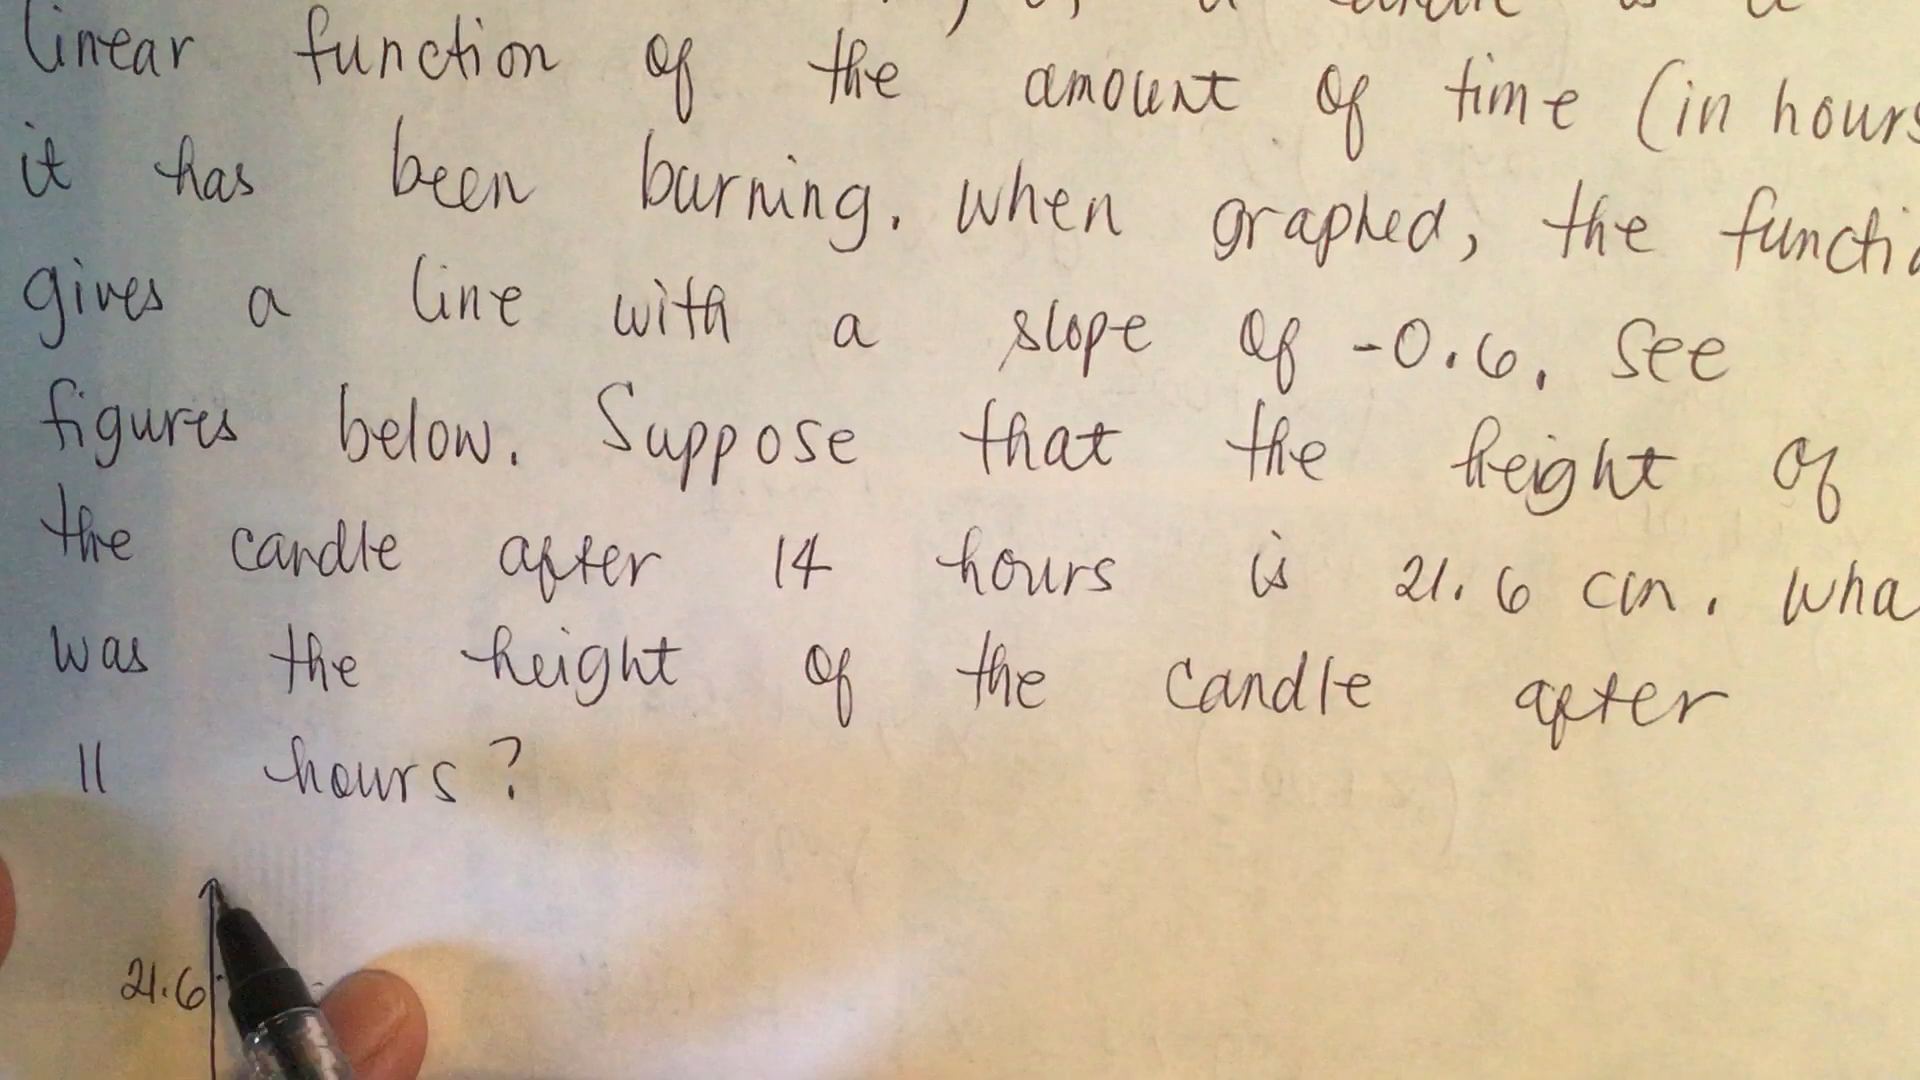 linear function of the amount of time (in hours
it has been burning. when graphed, the functi
gives a line with a slope of -0.6. See
figures below. Suppose that the height of
the candle after 14 hours is 21.6 cm. wha
was the height of the candle after
11 hours?
21.6